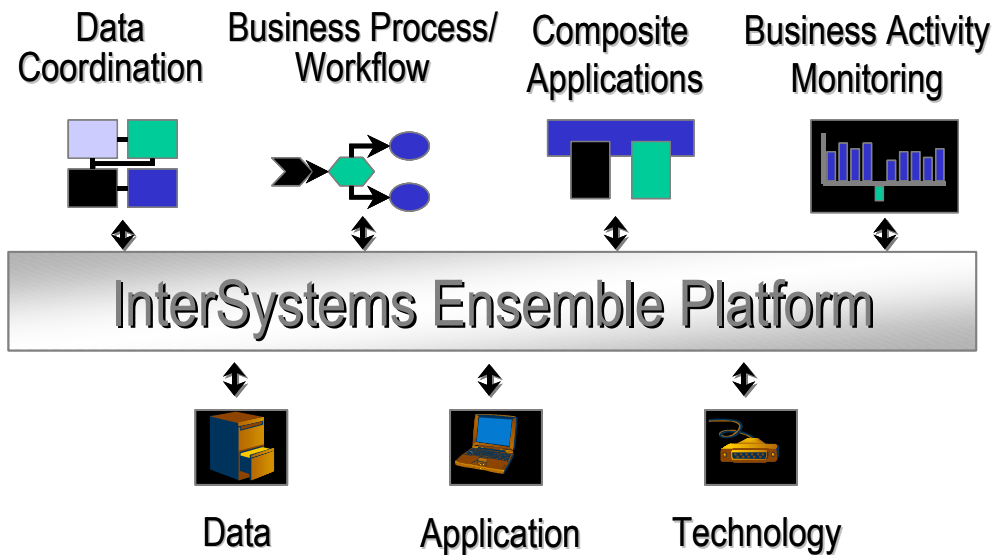 Data
Coordination
Business Process/
Workflow
Composite
Applications
Business Activity
Monitoring
InterSystems Ensemble Platform
Data
Application
Technology